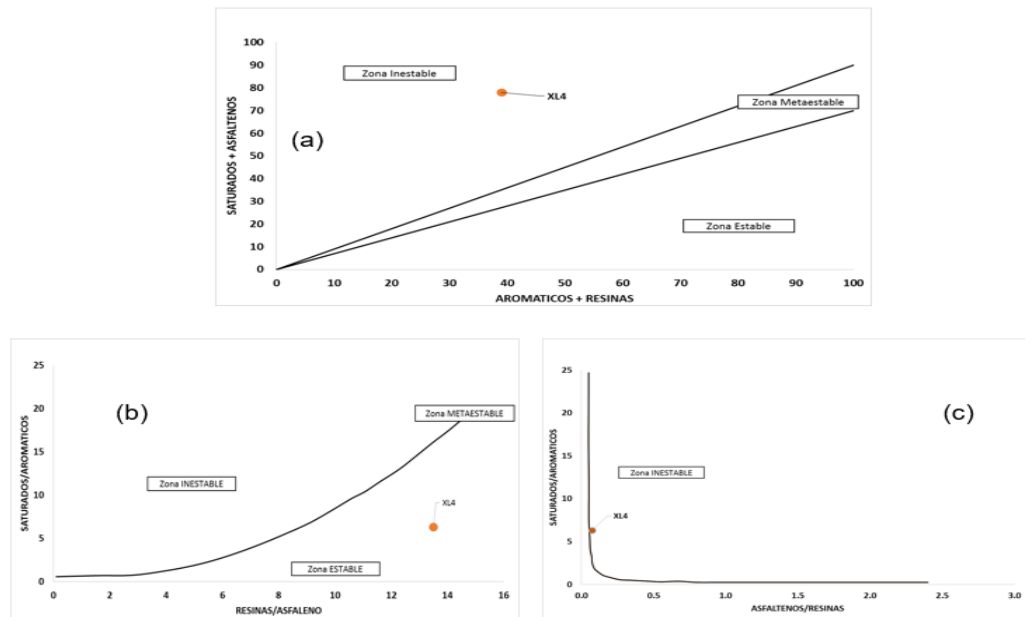 100
90
80
70
60
50
40
30
20
10
0
SATURADOS + ASFALTENOS
(a)
Zona Inestable
XL4
Zona Metaestable
Zona Estable
0 10 20 30 40 50 60 70 80 90 100
AROMATICOS + RESINAS
25
20
15
10
5
0
SATURADOS/AROMATICOS
(b)
Zona METAESTABLE
Zona INESTABLE
XL4
Zona ESTABLE
0 2 4 6 8 10 12 14 16
RESINAS/ASFALENO
25
20
15
10
5
0
SATURADOS/AROMATICOS
(c)
Zona INESTABLE
XL4
0.0 0.5 1.0 1.5 2.0 2.5 3.0
ASFALTENOS/RESINAS